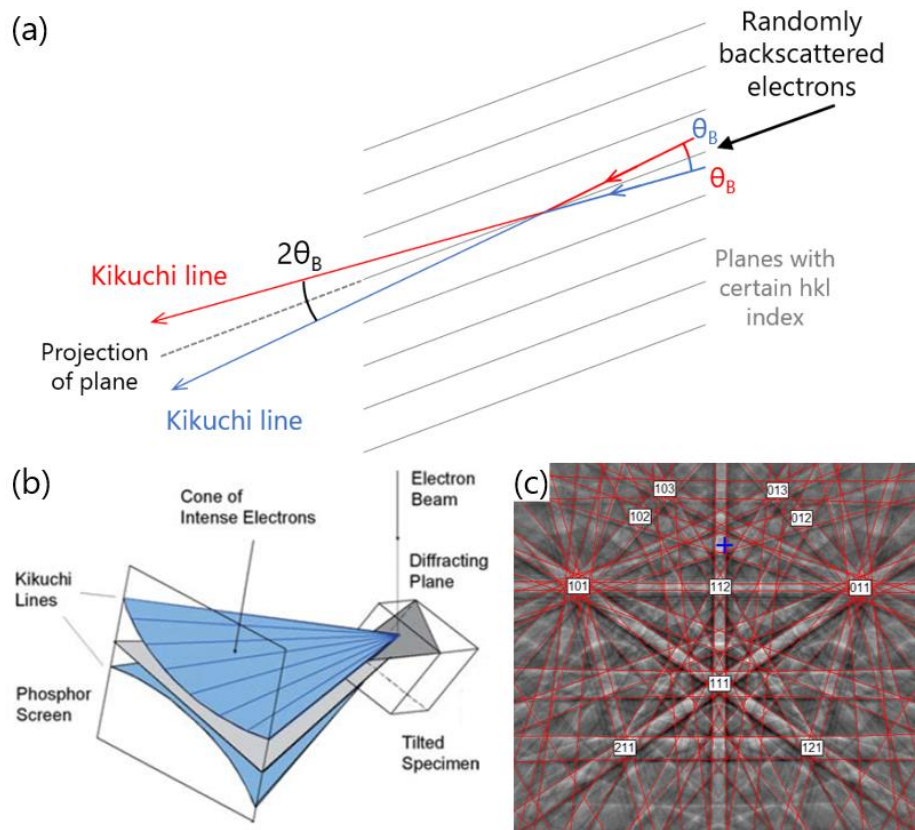 (a)
Randomly
backscattered
electrons
θB
θB
2θB
Kikuchi line
Planes with
certain hkl
index
Projection
of plane
Kikuchi line
(b)
Cone of
Intense Electrons
Electron
Beam
Diffracting
Plane
Kikuchi
Lines
Phosphor
Screen
Tilted
Specimen
(c)
103
013
102
012
101
112
011
111
211
121